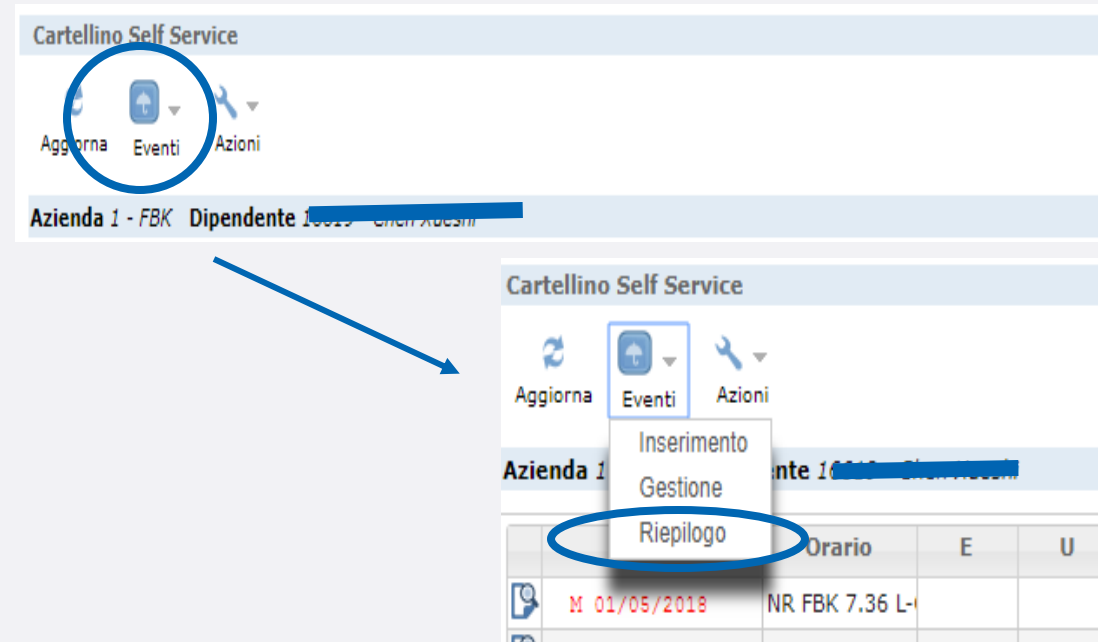 Cartellino Self Service
Aggiorna Eventi Azioni
Azienda 1 - FBK Dipendente
Cartellino Self Service
Aggiorna Eventi Azioni
Inserimento
Azienda 1
Gestione
Riepilogo
Orario E U
M 01/05/2018 NR FBK 7.36 L-